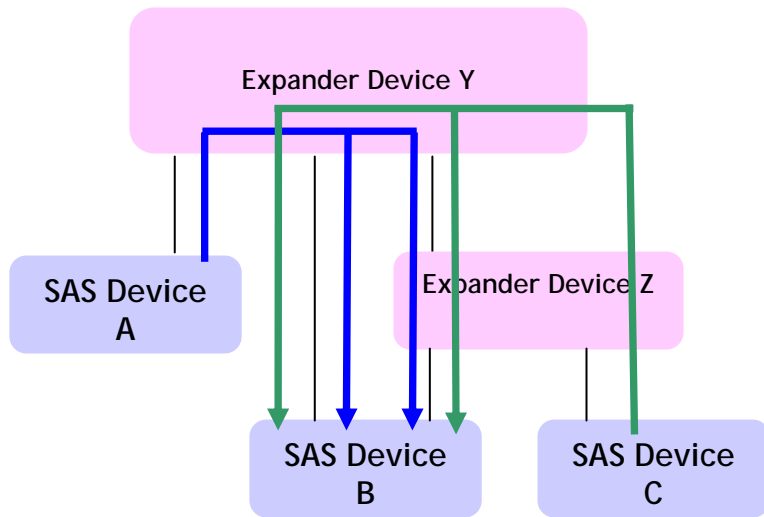 Expander Device Y
SAS Device
A
Expander Device Z
SAS Device
B
SAS Device
C